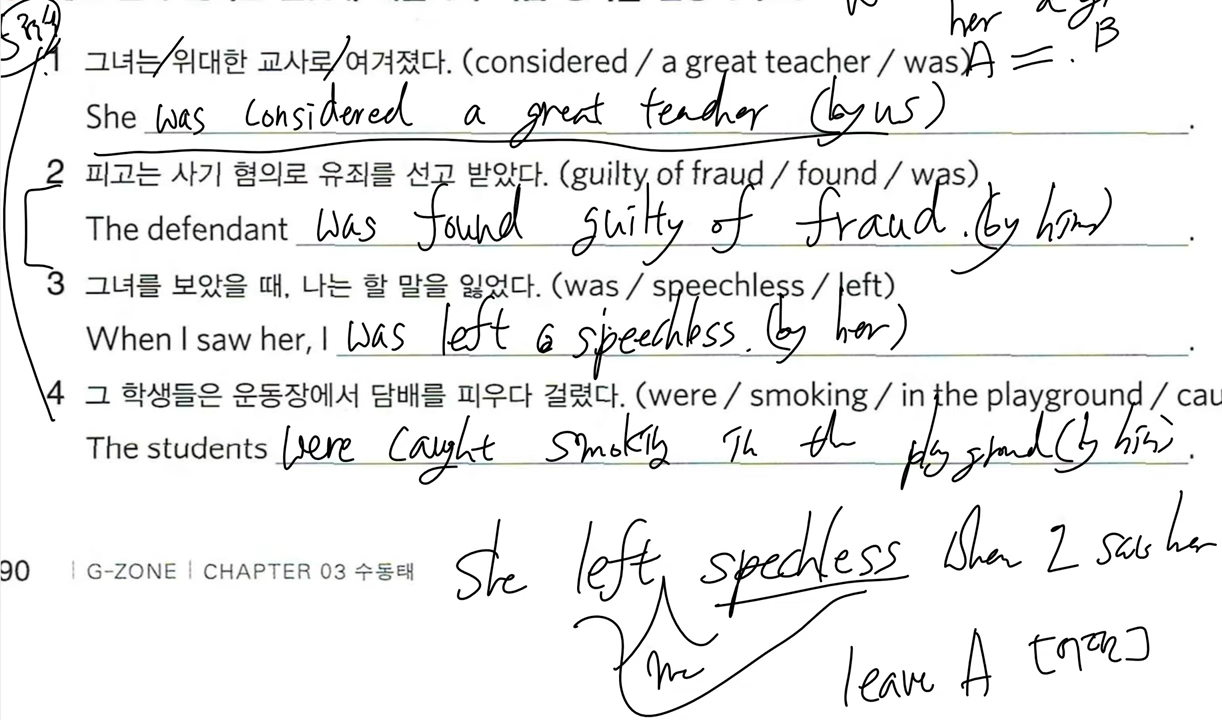 her
B
1 그녀는/위대한 교사로/여겨졌다. (considered / a great teacher / was) A =
She was considered a great teacher (by us) .
2 피고는 사기 혐의로 유죄를 선고 받았다. (guilty of fraud / found / was)
The defendant was found guilty of fraud. (by him) .
3 그녀를 보았을 때, 나는 할 말을 잃었다. (was / speechless / left)
When I saw her, I was left speechless. (by her) .
4 그 학생들은 운동장에서 담배를 피우다 걸렸다. (were / smoking / in the playground / cau
The students were caught smoking in the playground (by him) .
She left spechless when I saw her
me
leave A
90 | G-ZONE | CHAPTER 03 수동태